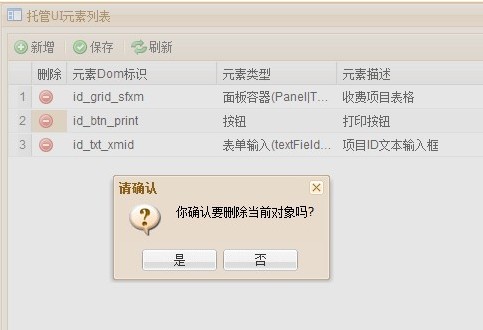 托管UI元素列表
新增 保存 刷新
删除 元素Dom标识 元素类型 元素描述
1 id_grid_sfxm 面板容器(Panel|T... 收费项目表格
2 id_btn_print 按钮 打印按钮
3 id_txt_xmid 表单输入(textField... 项目ID文本输入框
请确认
你确认要删除当前对象吗?
是 否